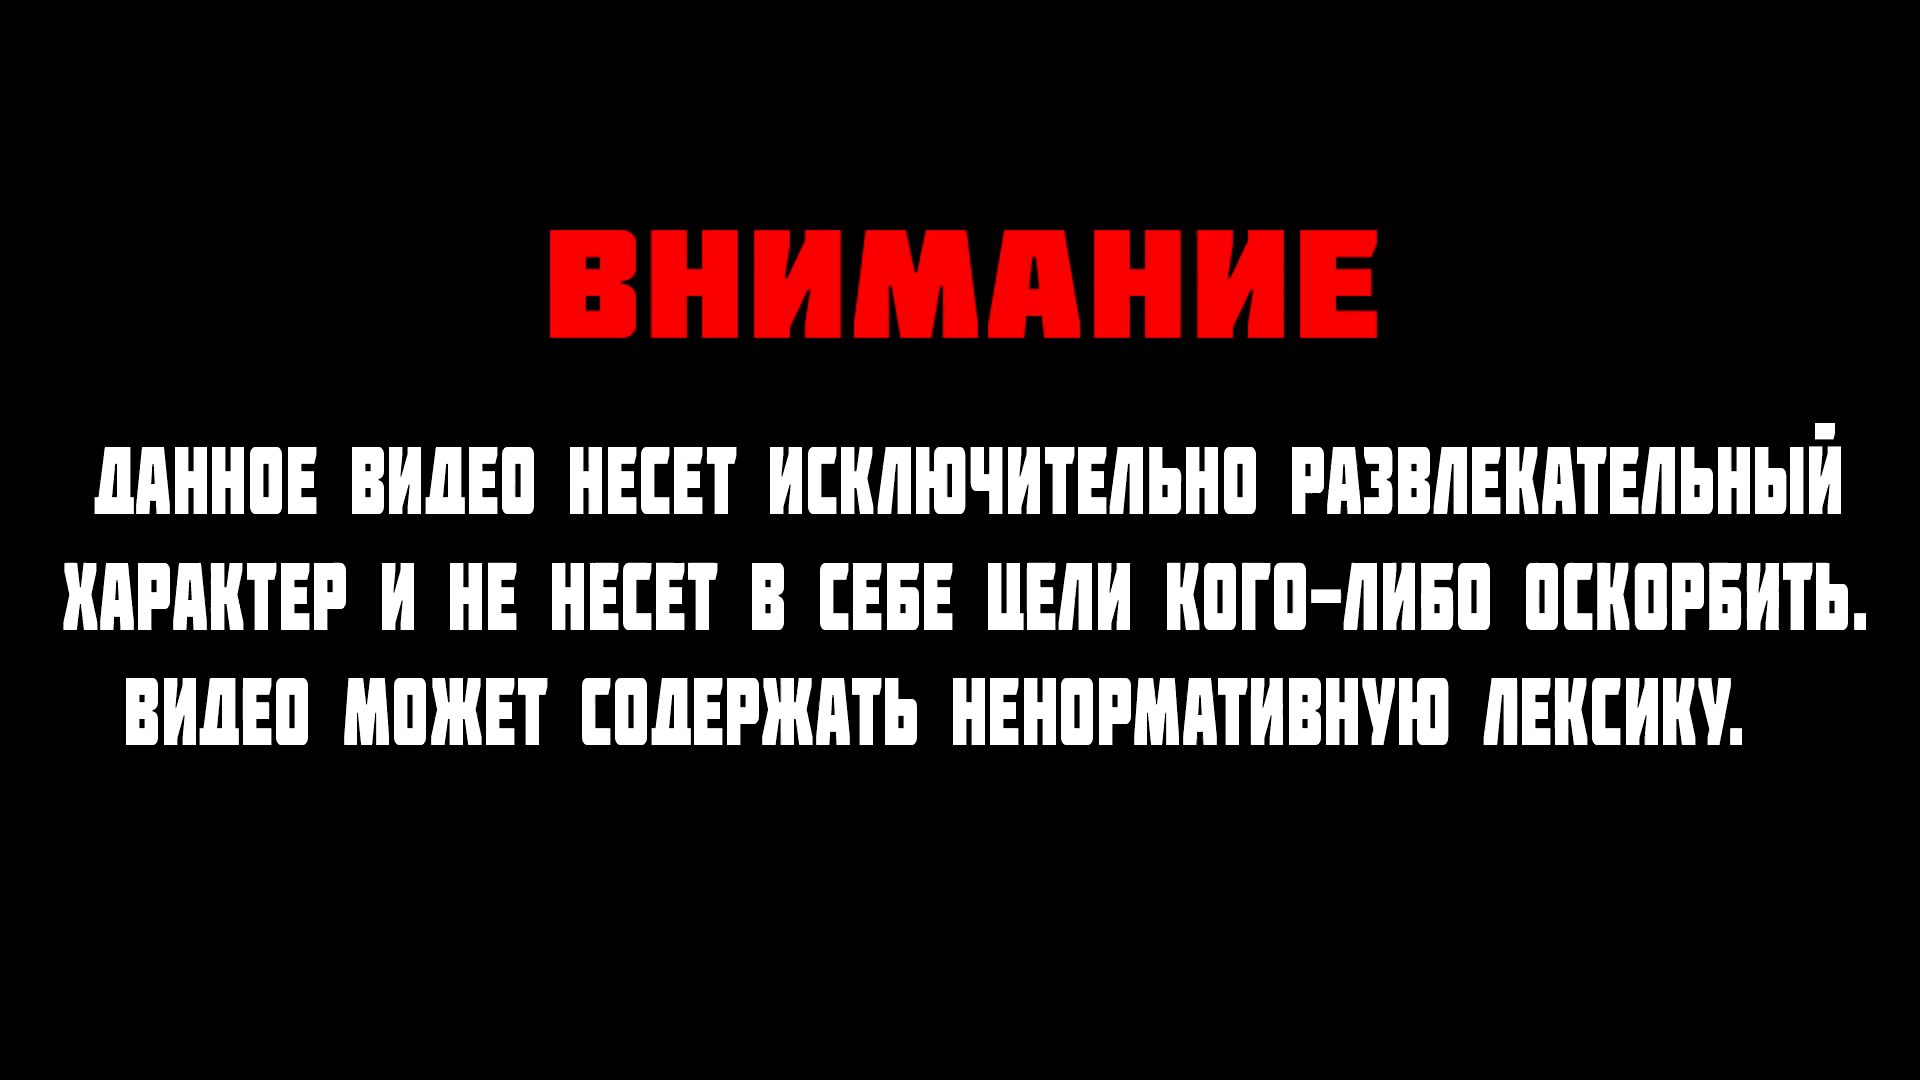 ВНИМАНИЕ
ДАННОЕ ВИДЕО НЕСЕТ ИСКЛЮЧИТЕЛЬНО РАЗВЛЕКАТЕЛЬНЫЙ
ХАРАКТЕР И НЕ НЕСЕТ В СЕБЕ ЦЕЛИ КОГО-ЛИБО ОСКОРБИТЬ.
ВИДЕО МОЖЕТ СОДЕРЖАТЬ НЕНОРМАТИВНУЮ ЛЕКСИКУ.